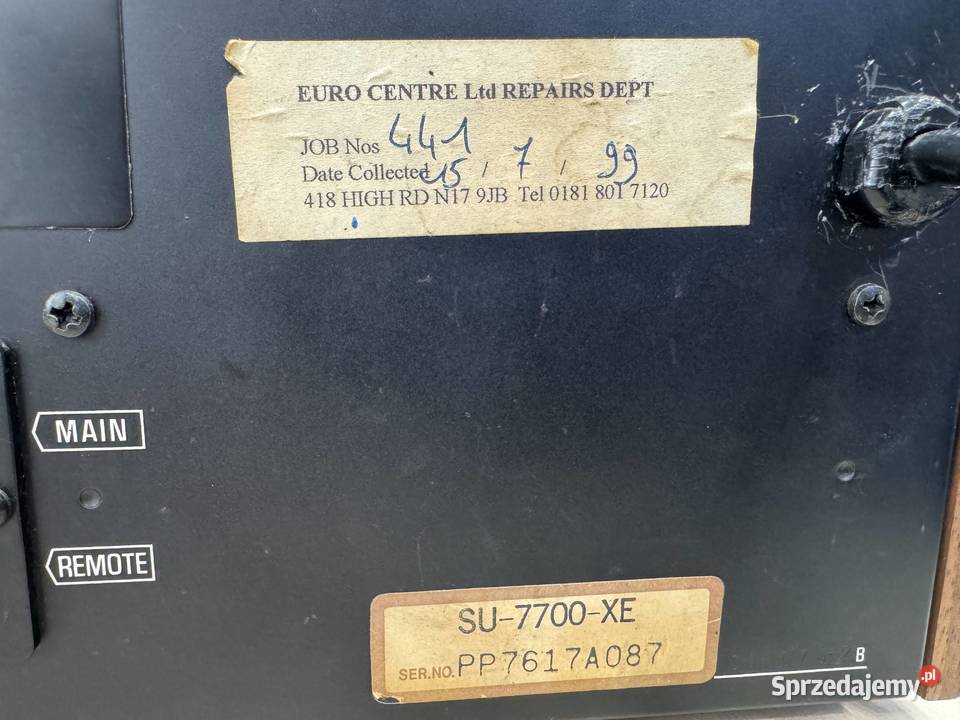 EURO CENTRE Ltd REPAIRS DEPT
JOB Nos 441
Date Collected 15 / 7 / 99
418 HIGH RD N17 9JB Tel 0181 801 7120
MAIN
REMOTE
SU-7700-XE
SER.NO. PP7617A087
B
Sprzedajemy.pl